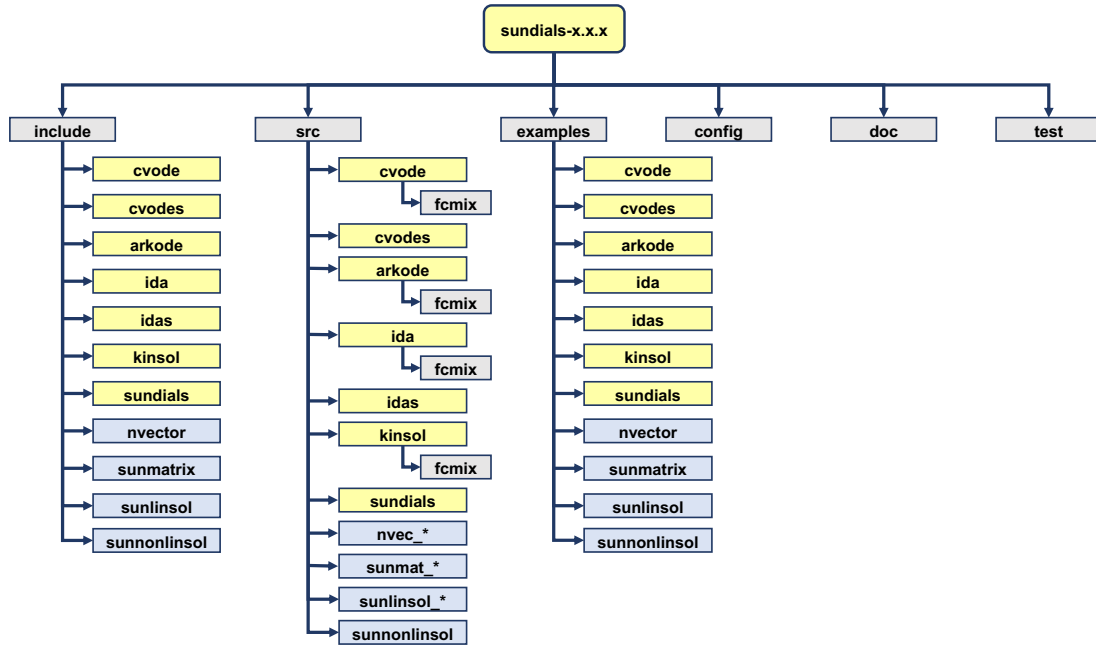 sundials-x.x.x
include
src
examples
config
doc
test
cvode
cvodes
arkode
ida
idas
kinsol
sundials
nvector
sunmatrix
sunlinsol
sunnonlinsol
cvode
fcmix
cvodes
arkode
fcmix
ida
fcmix
idas
kinsol
fcmix
sundials
nvec_*
sunmat_*
sunlinsol_*
sunnonlinsol
cvode
cvodes
arkode
ida
idas
kinsol
sundials
nvector
sunmatrix
sunlinsol
sunnonlinsol